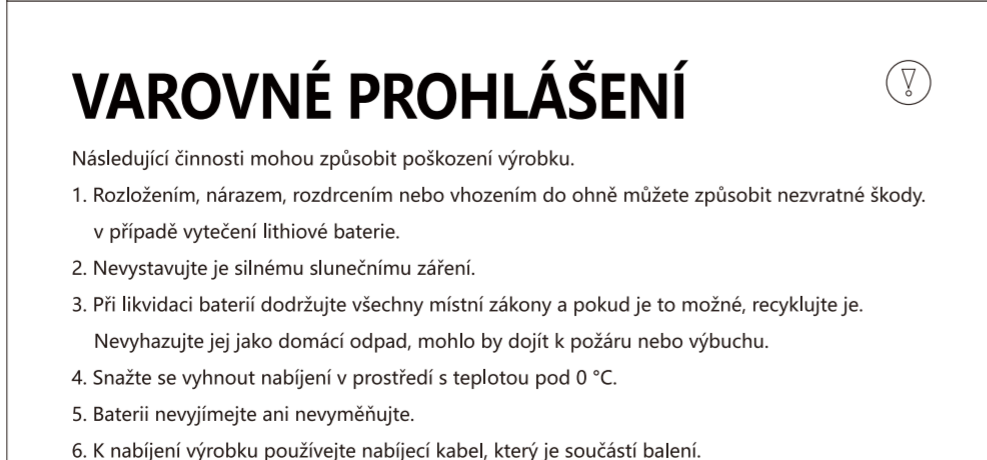 VAROVNÉ PROHLÁŠENÍ
Následující činnosti mohou způsobit poškození výrobku.
1. Rozložením, nárazem, rozdrcením nebo vhozením do ohně můžete způsobit nezvratné škody.
v případě vytečení lithiové baterie.
2. Nevystavujte je silnému slunečnímu záření.
3. Při likvidaci baterií dodržujte všechny místní zákony a pokud je to možné, recyklujte je.
Nevyhazujte jej jako domácí odpad, mohlo by dojít k požáru nebo výbuchu.
4. Snažte se vyhnout nabíjení v prostředí s teplotou pod 0 °C.
5. Baterii nevyjímejte ani nevyměňujte.
6. K nabíjení výrobku používejte nabíjecí kabel, který je součástí balení.